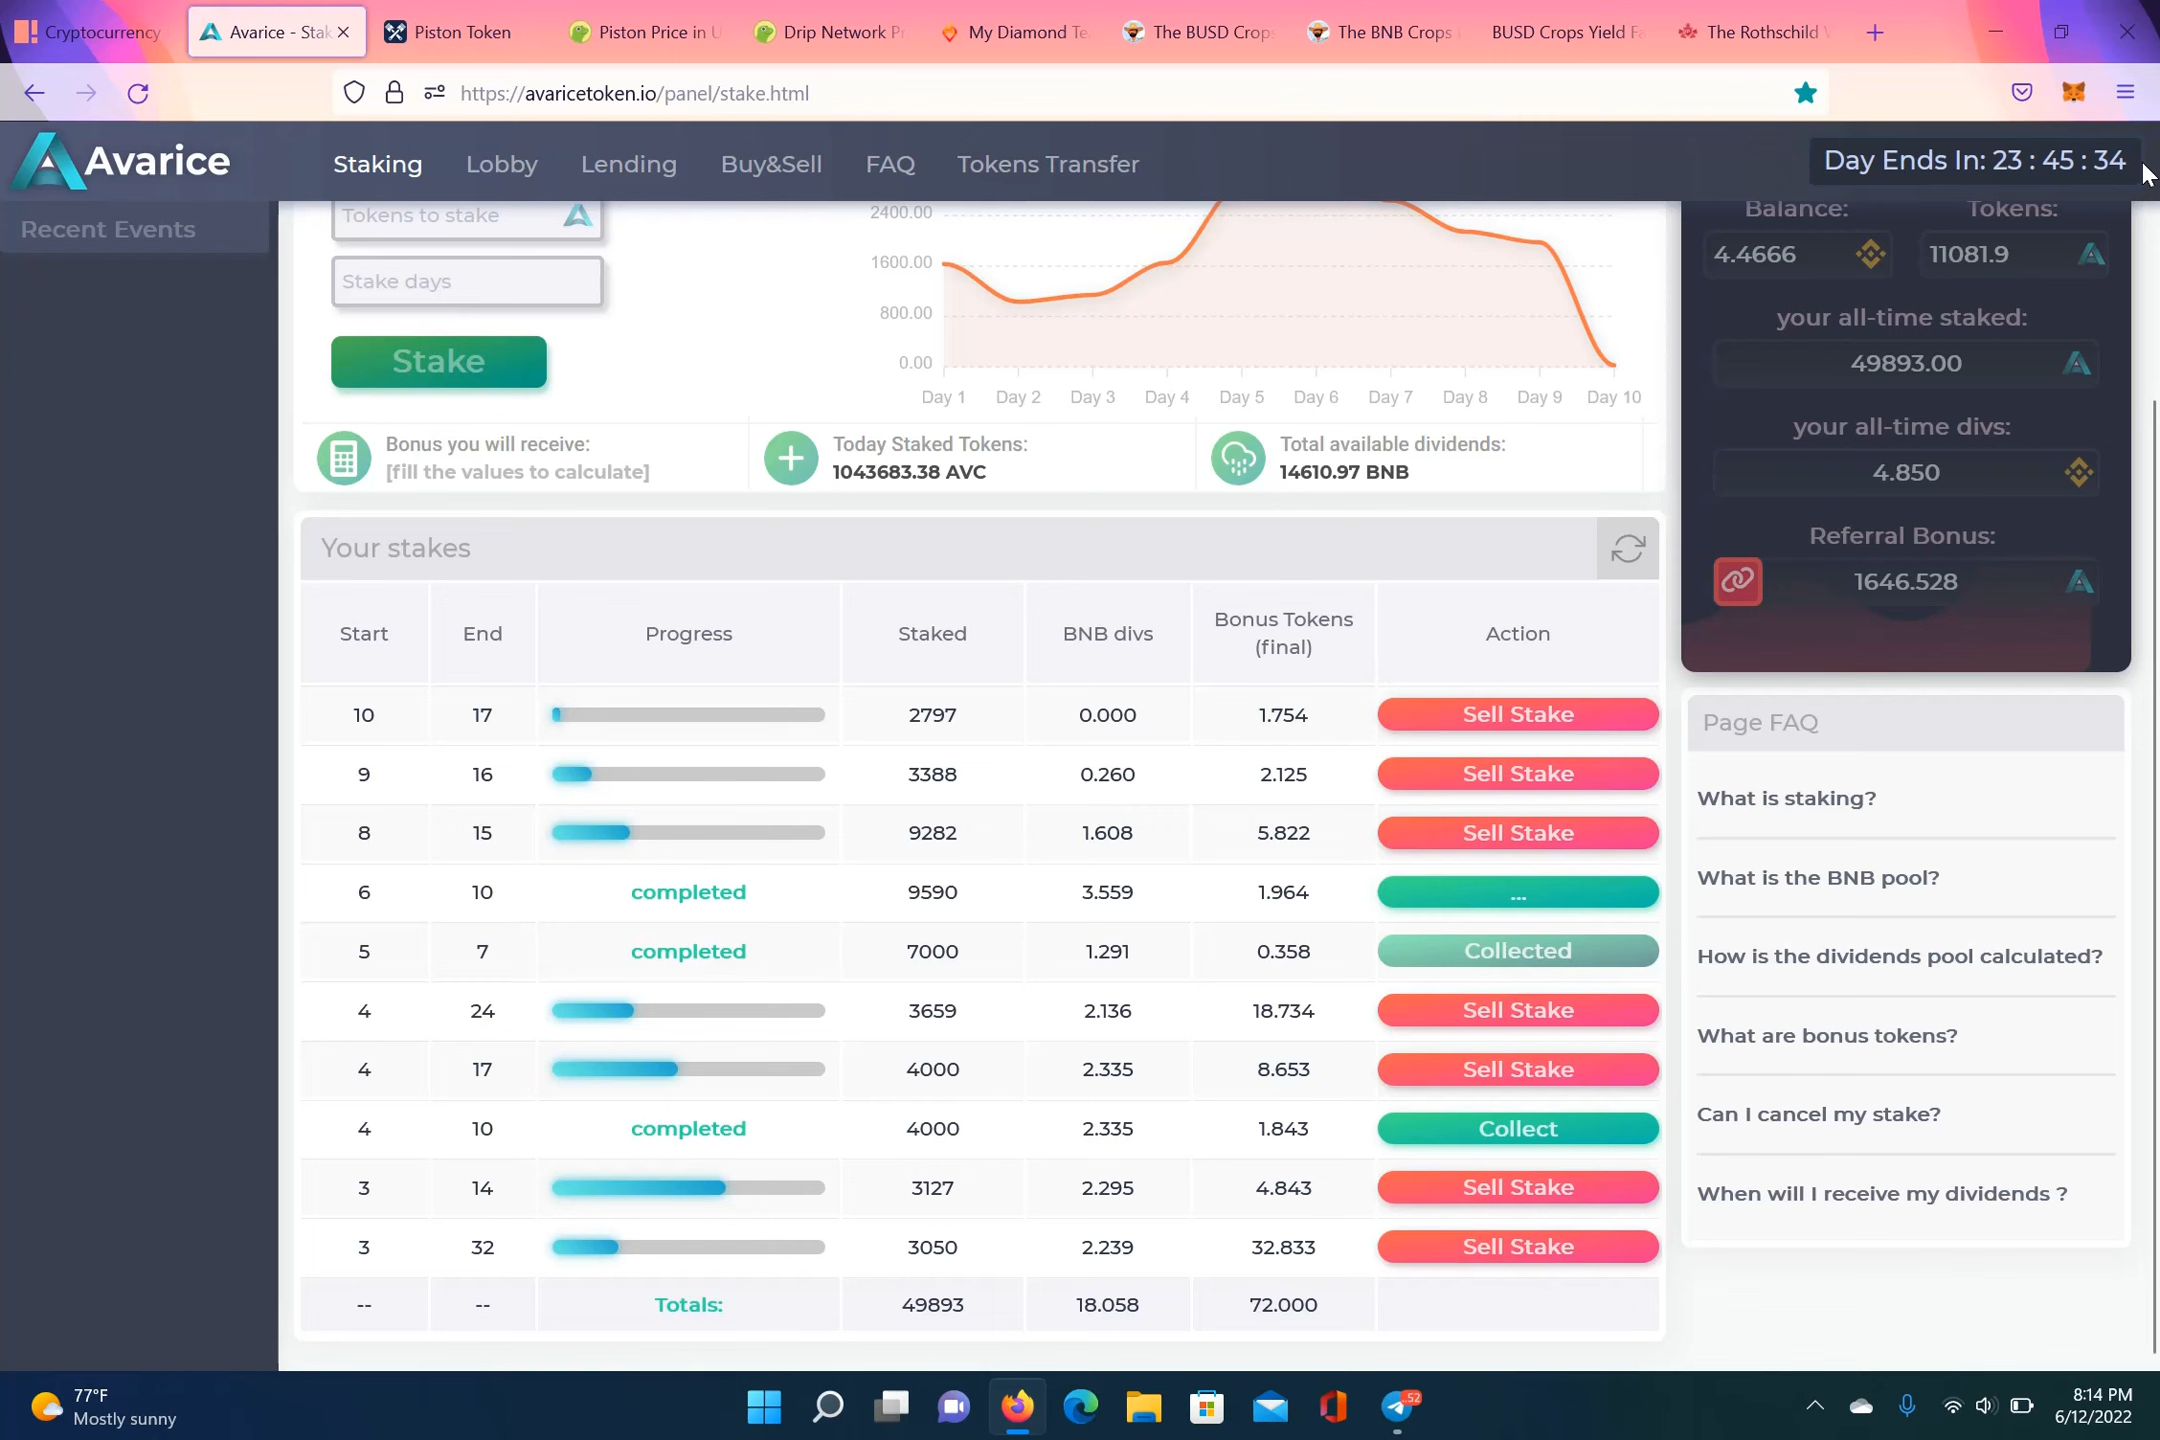 Cryptocurrency
Avarice - Stak
Piston Token
Piston Price in U
Drip Network Pr
My Diamond Te
The BUSD Crops
The BNB Crops
BUSD Crops Yield Fa
The Rothschild W
https://avaricetoken.io/panel/stake.html
Avarice
Staking
Lobby
Lending
Buy&Sell
FAQ
Tokens Transfer
Day Ends In: 23 : 45 : 34
Recent Events
Tokens to stake
Stake days
Stake
2400.00
1600.00
800.00
0.00
Day 1 Day 2 Day 3 Day 4 Day 5 Day 6 Day 7 Day 8 Day 9 Day 10
Bonus you will receive:
[fill the values to calculate]
Today Staked Tokens:
1043683.38 AVC
Total available dividends:
14610.97 BNB
Balance: Tokens:
4.4666 11081.9
your all-time staked:
49893.00
your all-time divs:
4.850
Referral Bonus:
1646.528
Your stakes
Start End Progress Staked BNB divs Bonus Tokens (final) Action
10 17 2797 0.000 1.754 Sell Stake
9 16 3388 0.260 2.125 Sell Stake
8 15 9282 1.608 5.822 Sell Stake
6 10 completed 9590 3.559 1.964 ...
5 7 completed 7000 1.291 0.358 Collected
4 24 3659 2.136 18.734 Sell Stake
4 17 4000 2.335 8.653 Sell Stake
4 10 completed 4000 2.335 1.843 Collect
3 14 3127 2.295 4.843 Sell Stake
3 32 3050 2.239 32.833 Sell Stake
-- -- Totals: 49893 18.058 72.000
Page FAQ
What is staking?
What is the BNB pool?
How is the dividends pool calculated?
What are bonus tokens?
Can I cancel my stake?
When will I receive my dividends ?
77°F
Mostly sunny
52
8:14 PM
6/12/2022